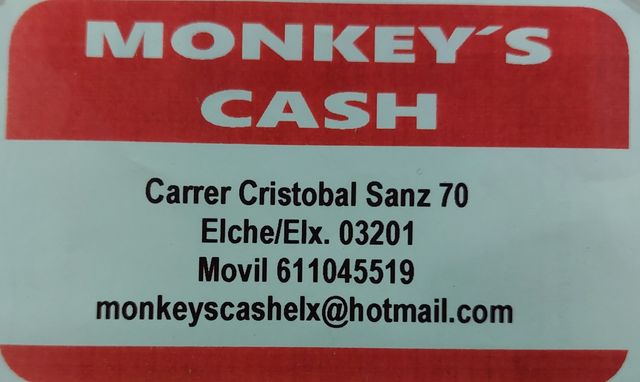 MONKEY´S
CASH
Carrer Cristobal Sanz 70
Elche/Elx. 03201
Movil 611045519
monkeyscashelx@hotmail.com